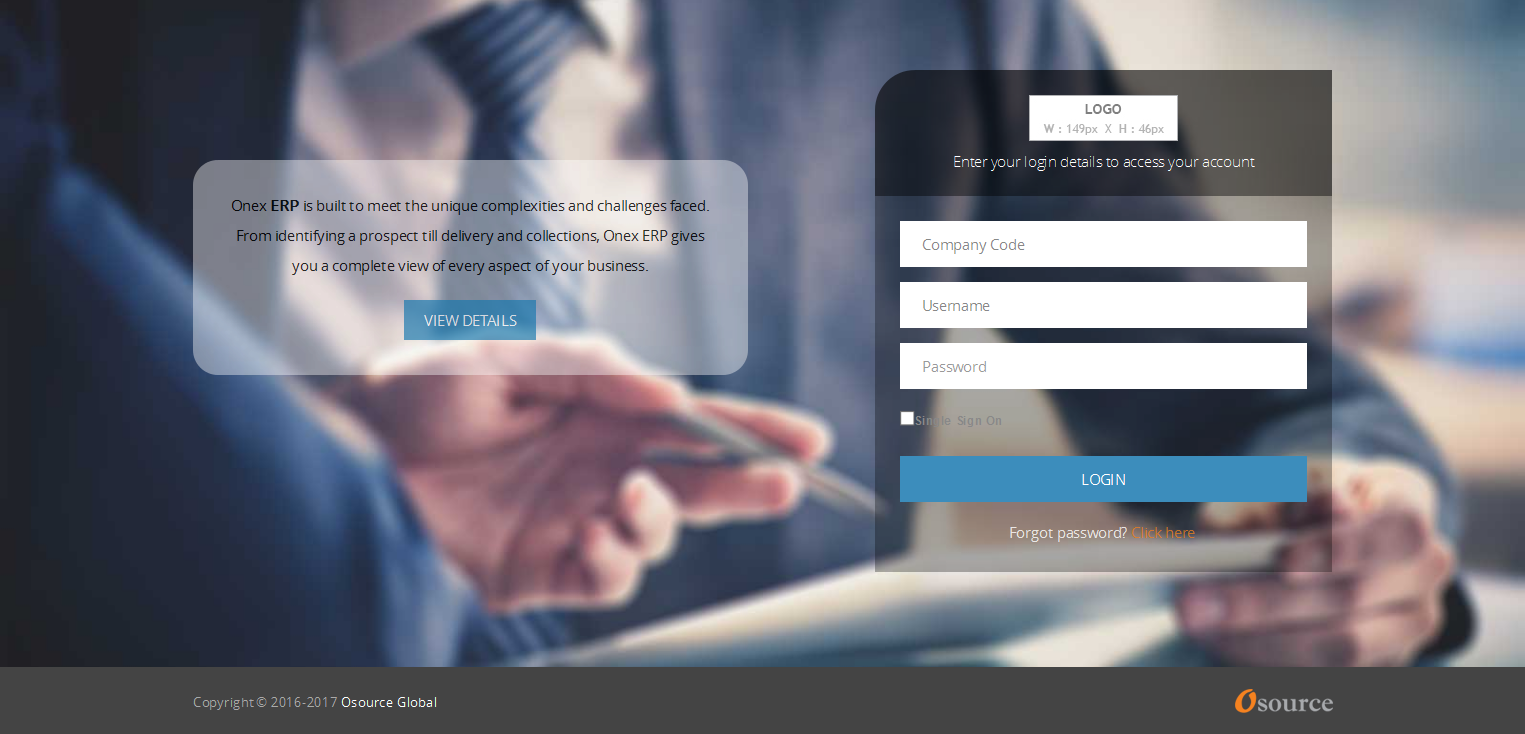 LOGO
W : 149px X H : 46px
Enter your login details to access your account
Onex ERP is built to meet the unique complexities and challenges faced.
From identifying a prospect till delivery and collections, Onex ERP gives
you a complete view of every aspect of your business.
VIEW DETAILS
Company Code
Username
Password
Single Sign On
LOGIN
Forgot password? Click here
Copyright © 2016-2017 Osource Global
Osource